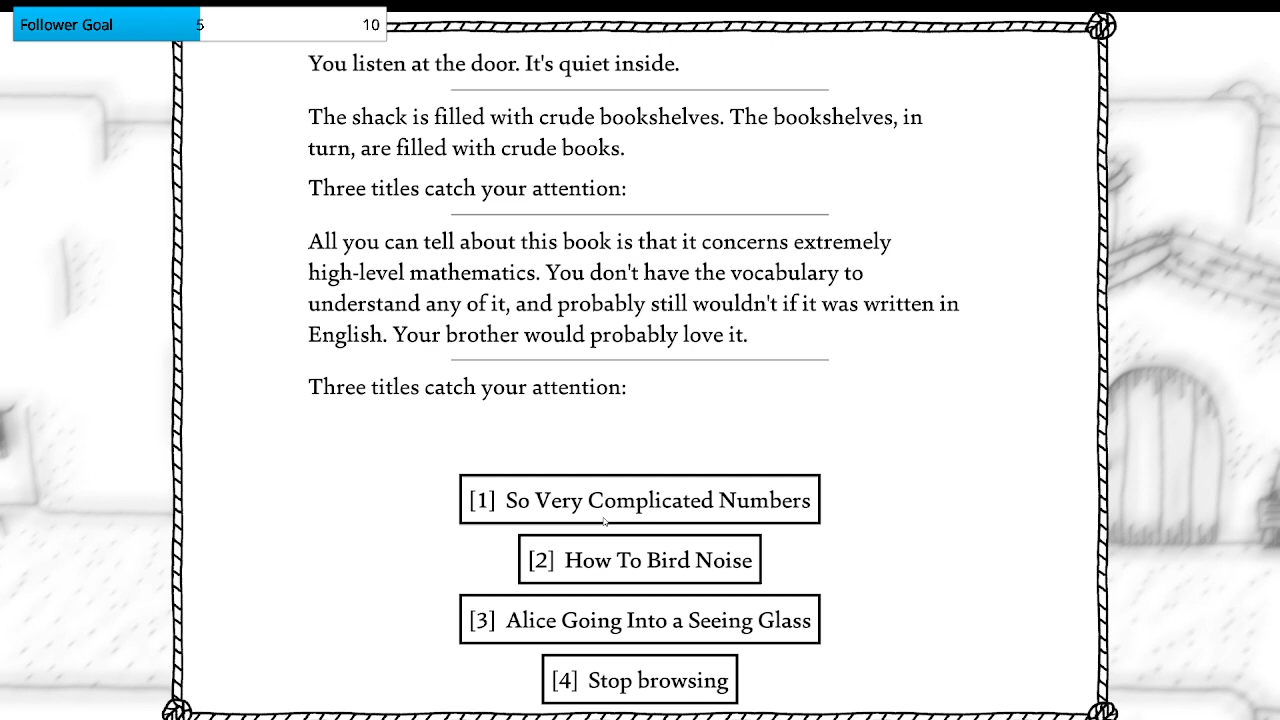 Follower Goal 5 10
You listen at the door. It's quiet inside.
The shack is filled with crude bookshelves. The bookshelves, in
turn, are filled with crude books.
Three titles catch your attention:
All you can tell about this book is that it concerns extremely
high-level mathematics. You don't have the vocabulary to
understand any of it, and probably still wouldn't if it was written in
English. Your brother would probably love it.
Three titles catch your attention:
[1] So Very Complicated Numbers
[2] How To Bird Noise
[3] Alice Going Into a Seeing Glass
[4] Stop browsing